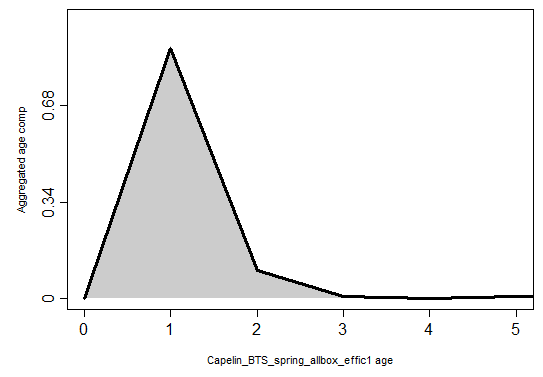 Aggregated age comp
0.68
0.34
0
0 1 2 3 4 5
Capelin_BTS_spring_allbox_effic1 age